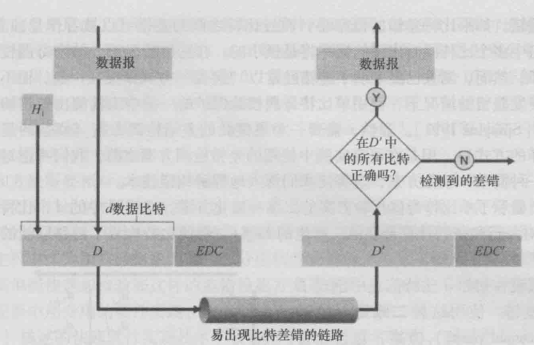 数据报
数据报
H₁
Y
在D'中
的所有比特
正确吗？
N
检测到的差错
d数据比特
D
EDC
D'
EDC'
易出现比特差错的链路